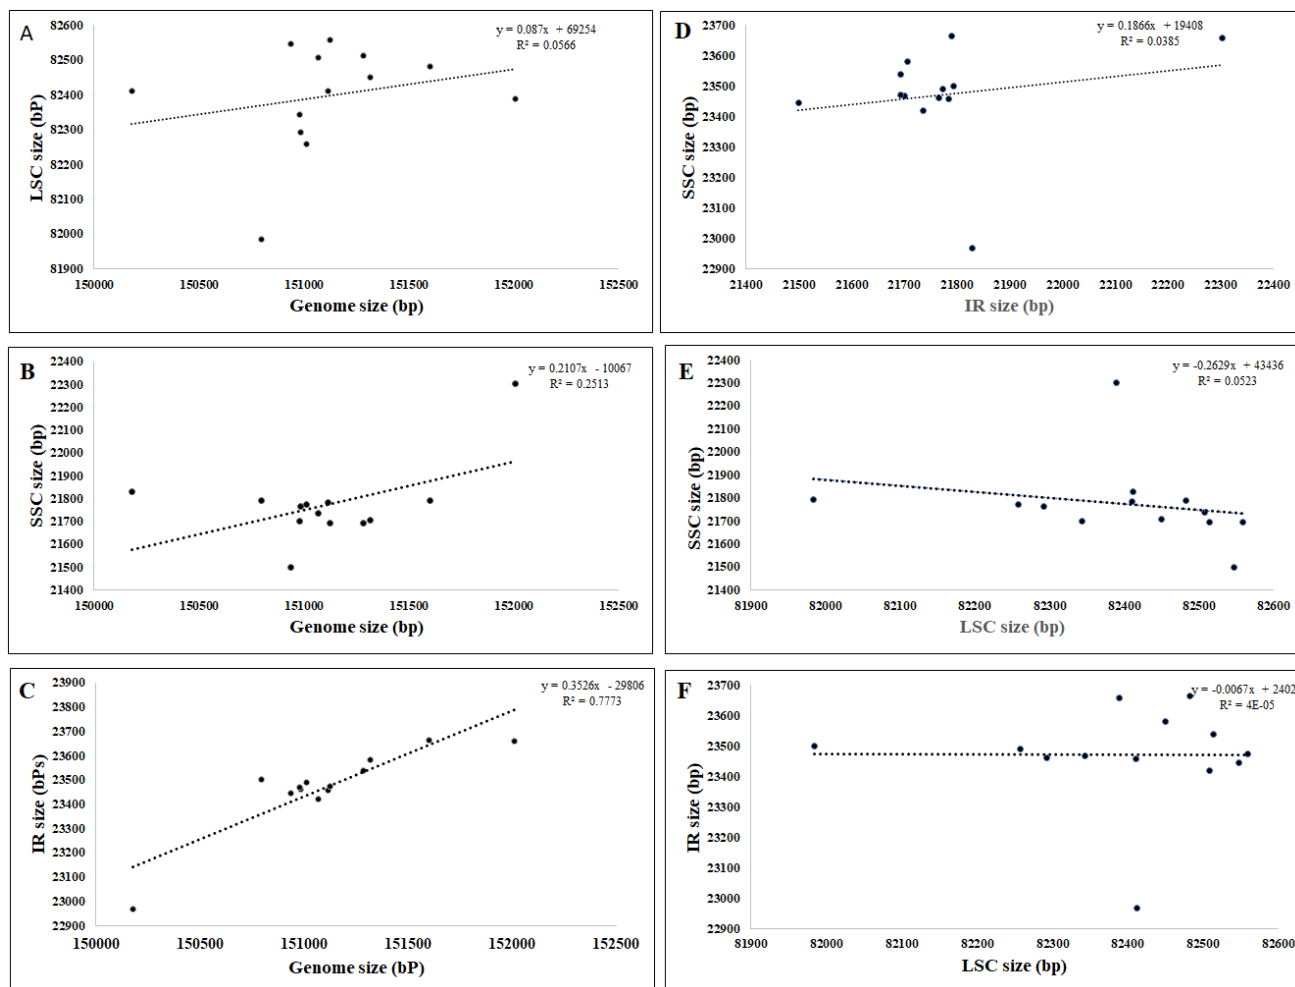 A
y = 0.087x + 69254
R² = 0.0566
82600
82500
82400
82300
82200
82100
82000
81900
LSC size (bP)
150000 150500 151000 151500 152000 152500
Genome size (bp)
D
y = 0.1866x + 19408
R² = 0.0385
23700
23600
23500
23400
23300
23200
23100
23000
22900
SSC size (bp)
21400 21500 21600 21700 21800 21900 22000 22100 22200 22300 22400
IR size (bp)
B
y = 0.2107x - 10067
R² = 0.2513
22400
22300
22200
22100
22000
21900
21800
21700
21600
21500
21400
SSC size (bp)
150000 150500 151000 151500 152000 152500
Genome size (bp)
E
y = -0.2629x + 43436
R² = 0.0523
22400
22300
22200
22100
22000
21900
21800
21700
21600
21500
21400
SSC size (bp)
81900 82000 82100 82200 82300 82400 82500 82600
LSC size (bp)
C
y = 0.3526x - 29806
R² = 0.7773
23900
23800
23700
23600
23500
23400
23300
23200
23100
23000
22900
IR size (bPs)
150000 150500 151000 151500 152000 152500
Genome size (bP)
F
y = -0.0067x + 2402
R² = 4E-05
23700
23600
23500
23400
23300
23200
23100
23000
22900
IR size (bp)
81900 82000 82100 82200 82300 82400 82500 82600
LSC size (bp)